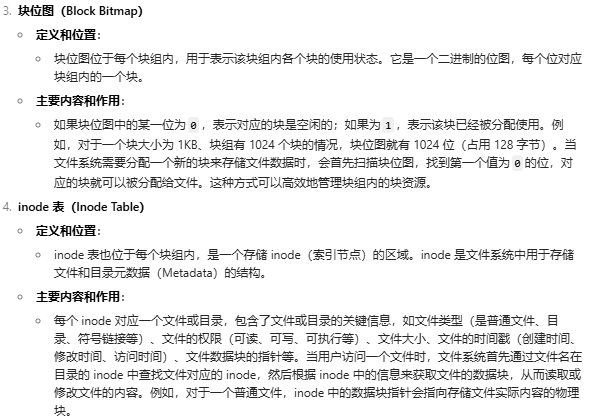 3. 块位图（Block Bitmap）
定义和位置：
块位图位于每个块组内，用于表示该块组内各个块的使用状态。它是一个二进制的位图，每个位对应
块组内的一个块。
主要内容和作用：
如果块位图中的某一位为 0 ，表示对应的块是空闲的；如果为 1 ，表示该块已经被分配使用。例
如，对于一个块大小为 1KB、块组有 1024 个块的情况，块位图就有 1024 位（占用 128 字节）。当
文件系统需要分配一个新的块来存储文件数据时，会首先扫描块位图，找到第一个值为 0 的位，对
应的块就可以被分配给文件。这种方式可以高效地管理块组内的块资源。
4. inode 表（Inode Table）
定义和位置：
inode 表也位于每个块组内，是一个存储 inode（索引节点）的区域。inode 是文件系统中用于存储
文件和目录元数据（Metadata）的结构。
主要内容和作用：
每个 inode 对应一个文件或目录，包含了文件或目录的关键信息，如文件类型（是普通文件、目
录、符号链接等）、文件的权限（可读、可写、可执行等）、文件大小、文件的时间戳（创建时间、
修改时间、访问时间）、文件数据块的指针等。当用户访问一个文件时，文件系统首先通过文件名在
目录的 inode 中查找文件对应的 inode，然后根据 inode 中的信息来获取文件的数据块，从而读取或
修改文件的内容。例如，对于一个普通文件，inode 中的数据块指针会指向存储文件实际内容的物理
块。